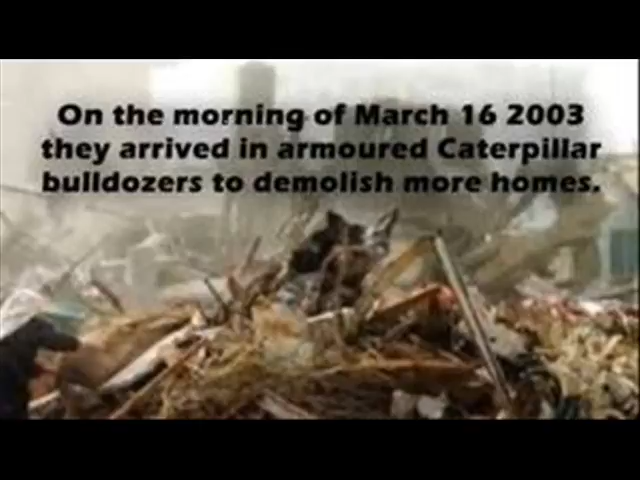 On the morning of March 16 2003
they arrived in armoured Caterpillar
bulldozers to demolish more homes.